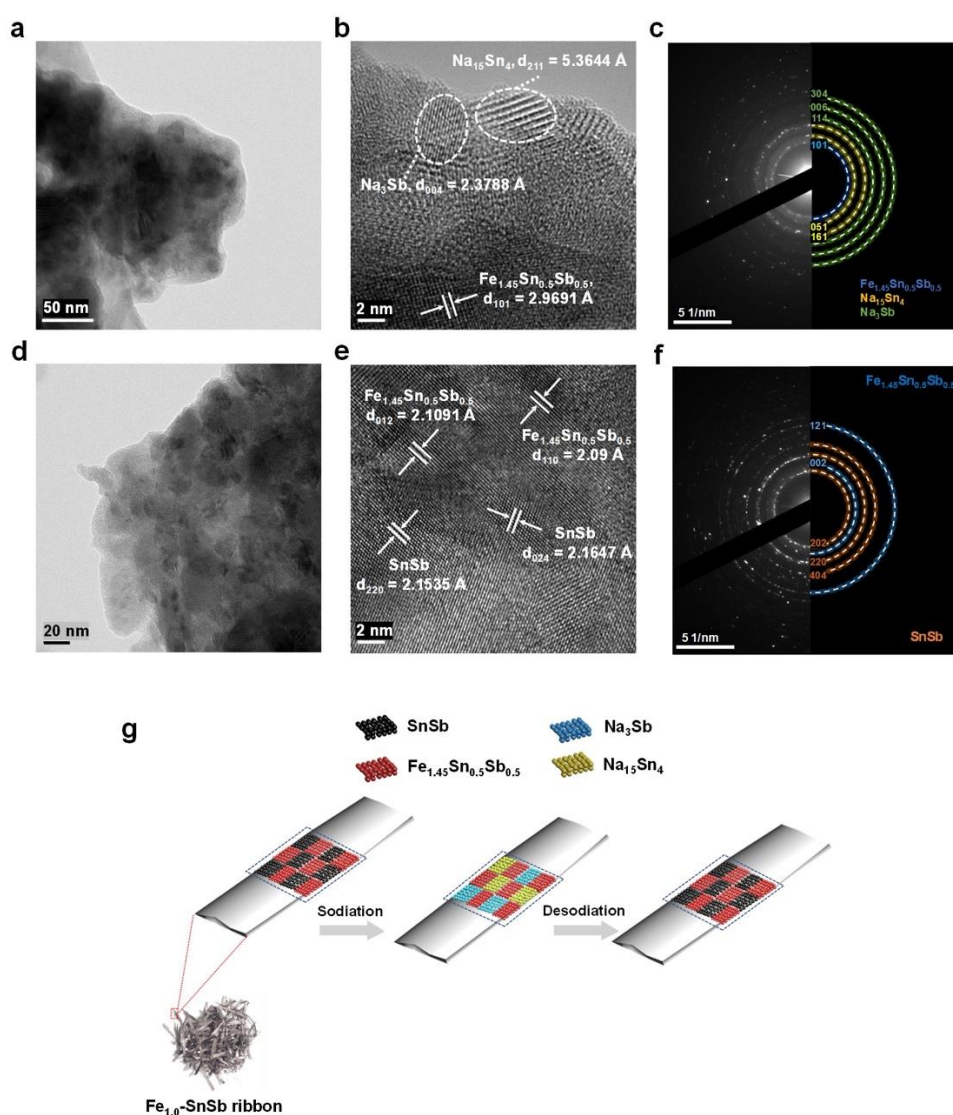 a
50 nm
b
Na₁₅Sn₄, d₂₁₁ = 5.3644 Å
Na₃Sb, d₀₀₄ = 2.3788 Å
Fe₁.₄₅Sn₀.₅Sb₀.₅,
d₁₀₁ = 2.9691 Å
2 nm
c
304
006
114
101
051
161
Fe₁.₄₅Sn₀.₅Sb₀.₅
Na₁₅Sn₄
Na₃Sb
5 1/nm
d
20 nm
e
Fe₁.₄₅Sn₀.₅Sb₀.₅
d₀₁₂ = 2.1091 Å
Fe₁.₄₅Sn₀.₅Sb₀.₅
d₁₁₀ = 2.09 Å
SnSb
d₂₂₀ = 2.1535 Å
SnSb
d₀₂₄ = 2.1647 Å
2 nm
f
Fe₁.₄₅Sn₀.₅Sb₀.₅
121
002
202
220
404
5 1/nm
SnSb
g
SnSb
Na₃Sb
Fe₁.₄₅Sn₀.₅Sb₀.₅
Na₁₅Sn₄
Sodiation
Desodiation
Fe₁.₀-SnSb ribbon